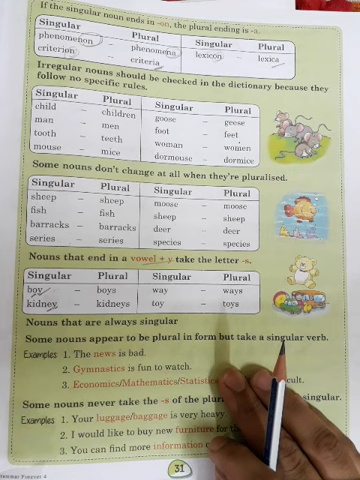 If the singular noun ends in -on, the plural ending is -a.
Singular Plural Singular Plural
phenomenon – phenomena lexicon – lexica
criterion – criteria
Irregular nouns should be checked in the dictionary because they
follow no specific rules.
Singular Plural Singular Plural
child – children goose – geese
man – men foot – feet
tooth – teeth woman – women
mouse – mice dormouse – dormice
Some nouns don't change at all when they're pluralised.
Singular Plural Singular Plural
sheep – sheep moose – moose
fish – fish sheep – sheep
barracks – barracks deer – deer
series – series species – species
Nouns that end in a vowel + y take the letter -s.
Singular Plural Singular Plural
boy – boys way – ways
kidney – kidneys toy – toys
Nouns that are always singular
Some nouns appear to be plural in form but take a singular verb.
Examples 1. The news is bad.
2. Gymnastics is fun to watch.
3. Economics/Mathematics/Statistics cult.
Some nouns never take the -s of the plural singular.
Examples 1. Your luggage/baggage is very heavy
2. I would like to buy new furniture for
3. You can find more information
31